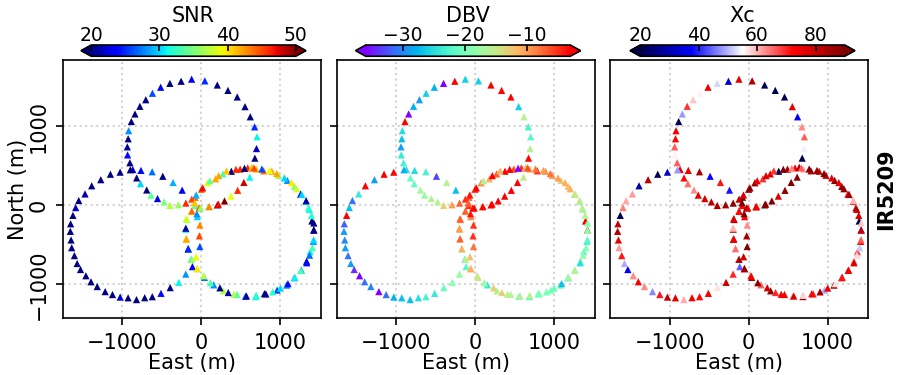 SNR
20 30 40 50
DBV
−30 −20 −10
Xc
20 40 60 80
North (m)
1000
0
−1000
−1000 0 1000
East (m)
−1000 0 1000
East (m)
−1000 0 1000
East (m)
IR5209